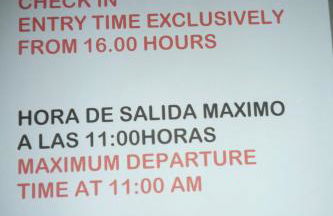 CHECK IN
ENTRY TIME EXCLUSIVELY
FROM 16.00 HOURS
HORA DE SALIDA MAXIMO
A LAS 11:00HORAS
MAXIMUM DEPARTURE
TIME AT 11:00 AM